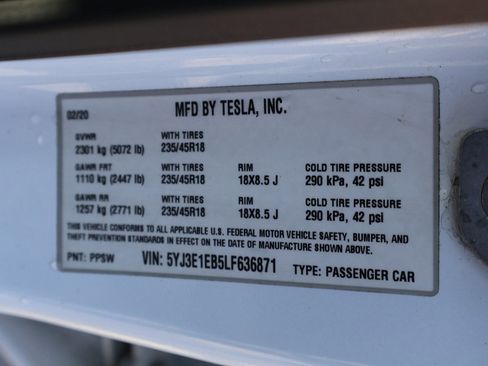 02/20 MFD BY TESLA, INC.
GVWR WITH TIRES
2301 kg (5072 lb) 235/45R18
GAWR FRT WITH TIRES RIM COLD TIRE PRESSURE
1110 kg (2447 lb) 235/45R18 18X8.5 J 290 kPa, 42 psi
GAWR RR WITH TIRES RIM COLD TIRE PRESSURE
1257 kg (2771 lb) 235/45R18 18X8.5 J 290 kPa, 42 psi
THIS VEHICLE CONFORMS TO ALL APPLICABLE U.S. FEDERAL MOTOR VEHICLE SAFETY, BUMPER, AND
THEFT PREVENTION STANDARDS IN EFFECT ON THE DATE OF MANUFACTURE SHOWN ABOVE.
PNT: PPSW VIN: 5YJ3E1EB5LF636871 TYPE: PASSENGER CAR